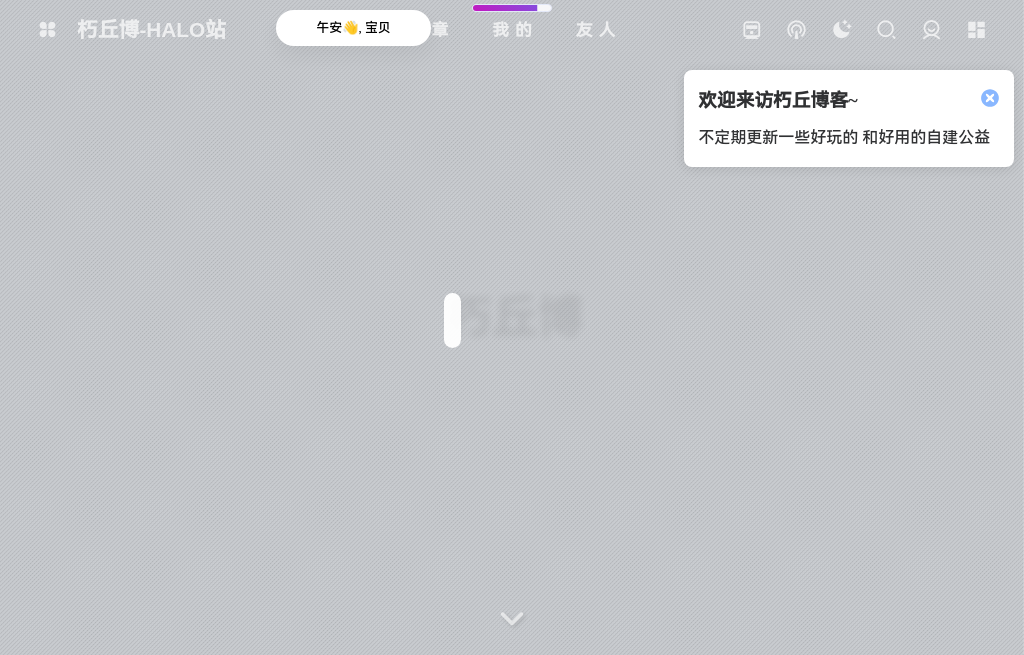 朽丘博-HALO站
午安👋, 宝贝
章
我的
友人
欢迎来访朽丘博客~
不定期更新一些好玩的 和好用的自建公益
朽丘博